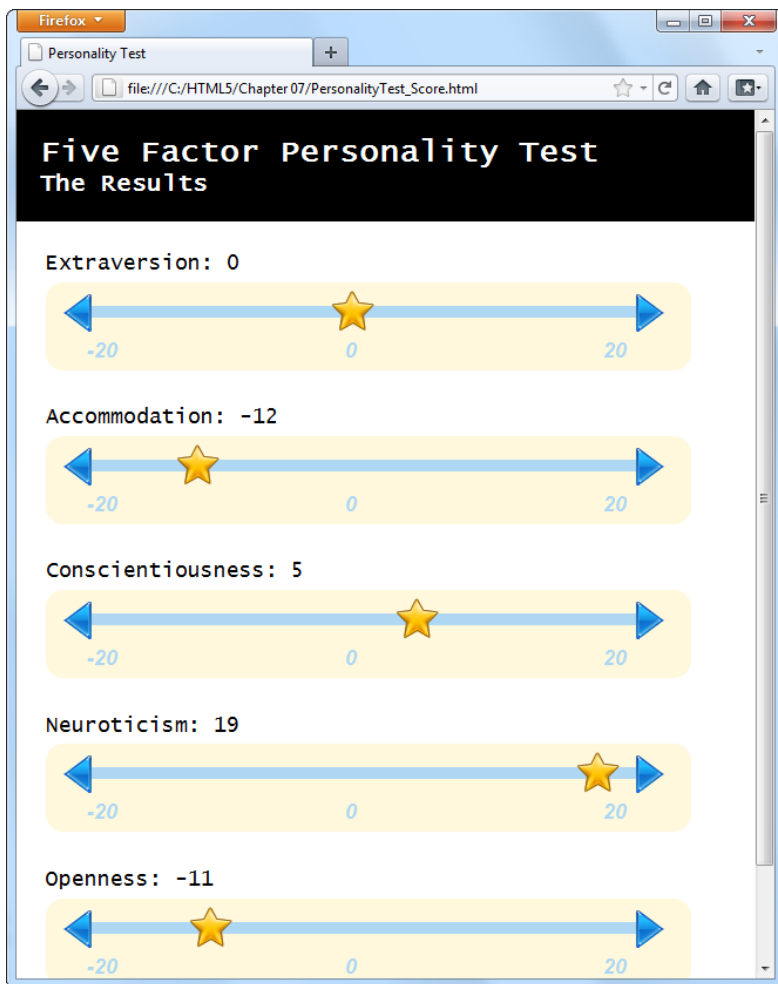 Firefox
Personality Test
file:///C:/HTML5/Chapter 07/PersonalityTest_Score.html
Five Factor Personality Test
The Results
Extraversion: 0
-20 0 20
Accommodation: -12
-20 0 20
Conscientiousness: 5
-20 0 20
Neuroticism: 19
-20 0 20
Openness: -11
-20 0 20